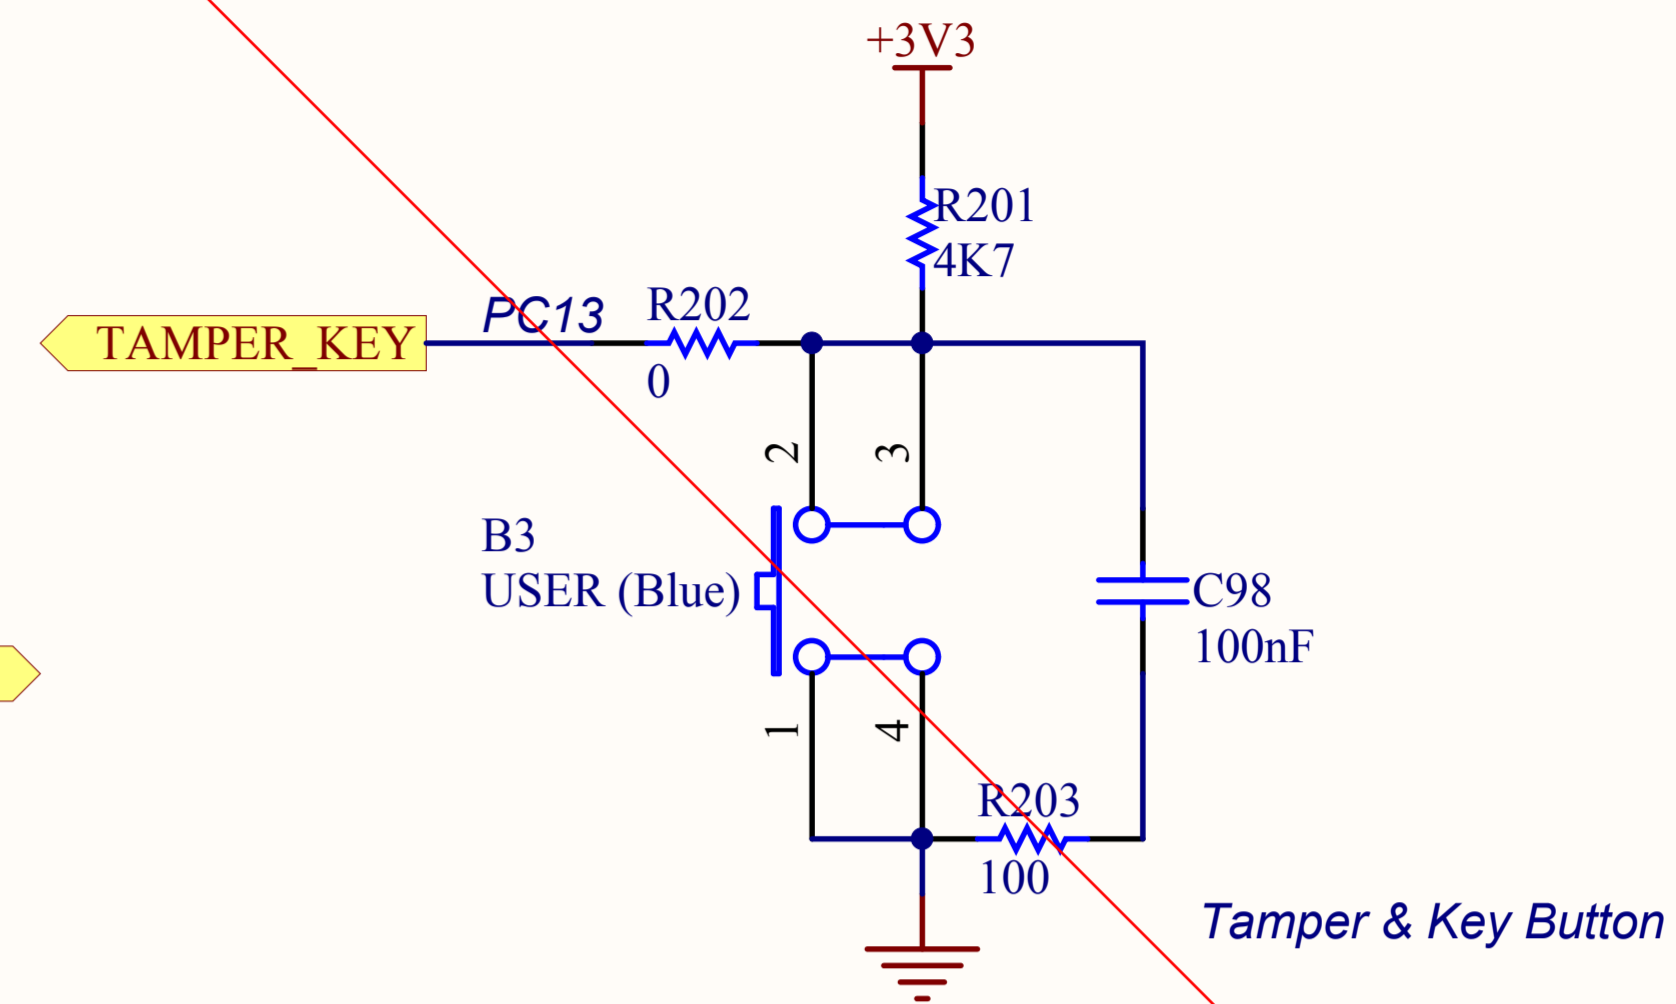 +3V3
R201
4K7
TAMPER_KEY
PC13
R202
0
2
3
B3
USER (Blue)
C98
100nF
1
4
R203
100
Tamper & Key Button